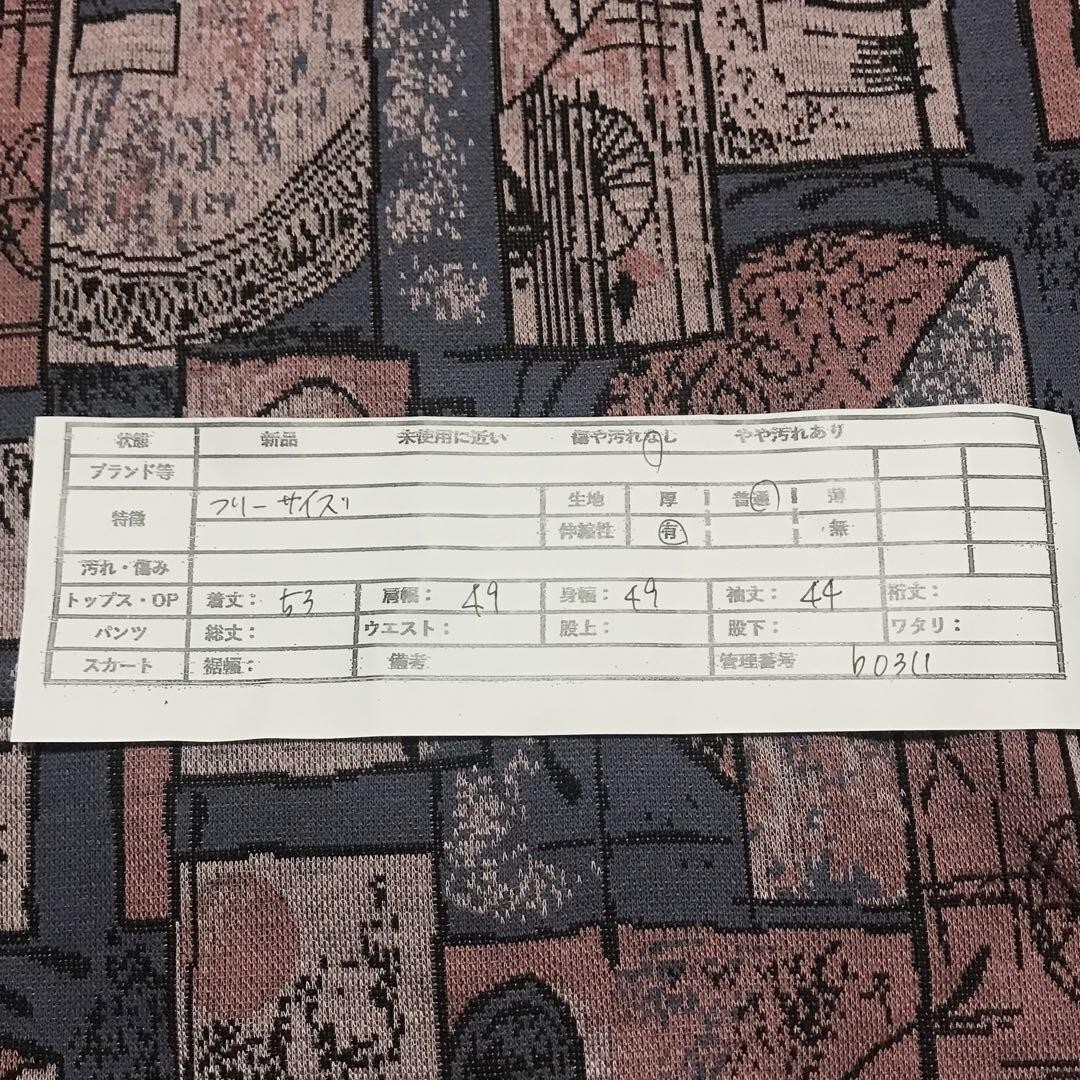 状態 新品 未使用に近い 傷や汚れなし やや汚れあり
ブランド等
特徴 フリーサイズ 生地 厚 普通 薄
伸縮性 有 無
汚れ・傷み
トップス・OP 着丈: 53 肩幅: 49 身幅: 49 袖丈: 44 裄丈:
パンツ 総丈: ウエスト: 股上: 股下: ワタリ:
スカート 裾幅: 備考 管理番号